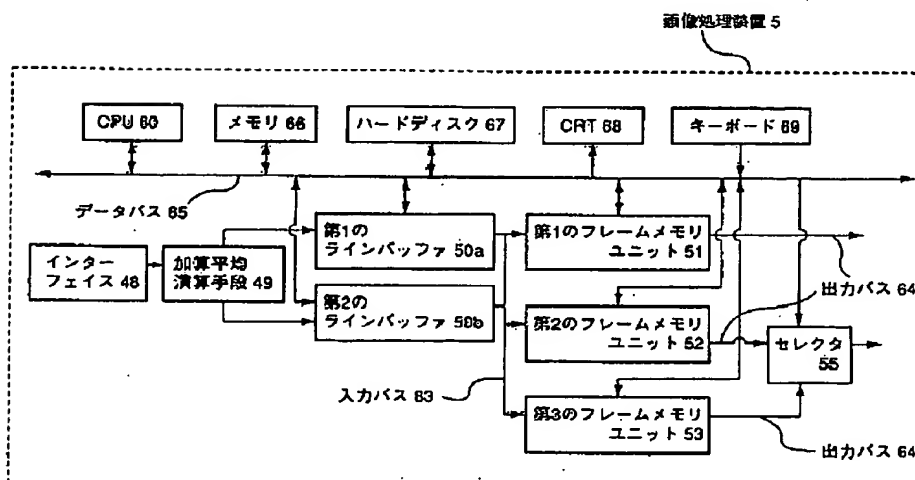 画像処理装置 5
CPU 60
メモリ 66
ハードディスク 67
CRT 68
キーボード 69
データバス 65
第1の
ラインバッファ 50a
第1のフレームメモリ
ユニット 51
インター
フェイス 48
加算平均
演算手段 49
出力バス 64
第2の
ラインバッファ 50b
第2のフレームメモリ
ユニット 52
セレクタ
55
入力バス 63
第3のフレームメモリ
ユニット 53
出力バス 64